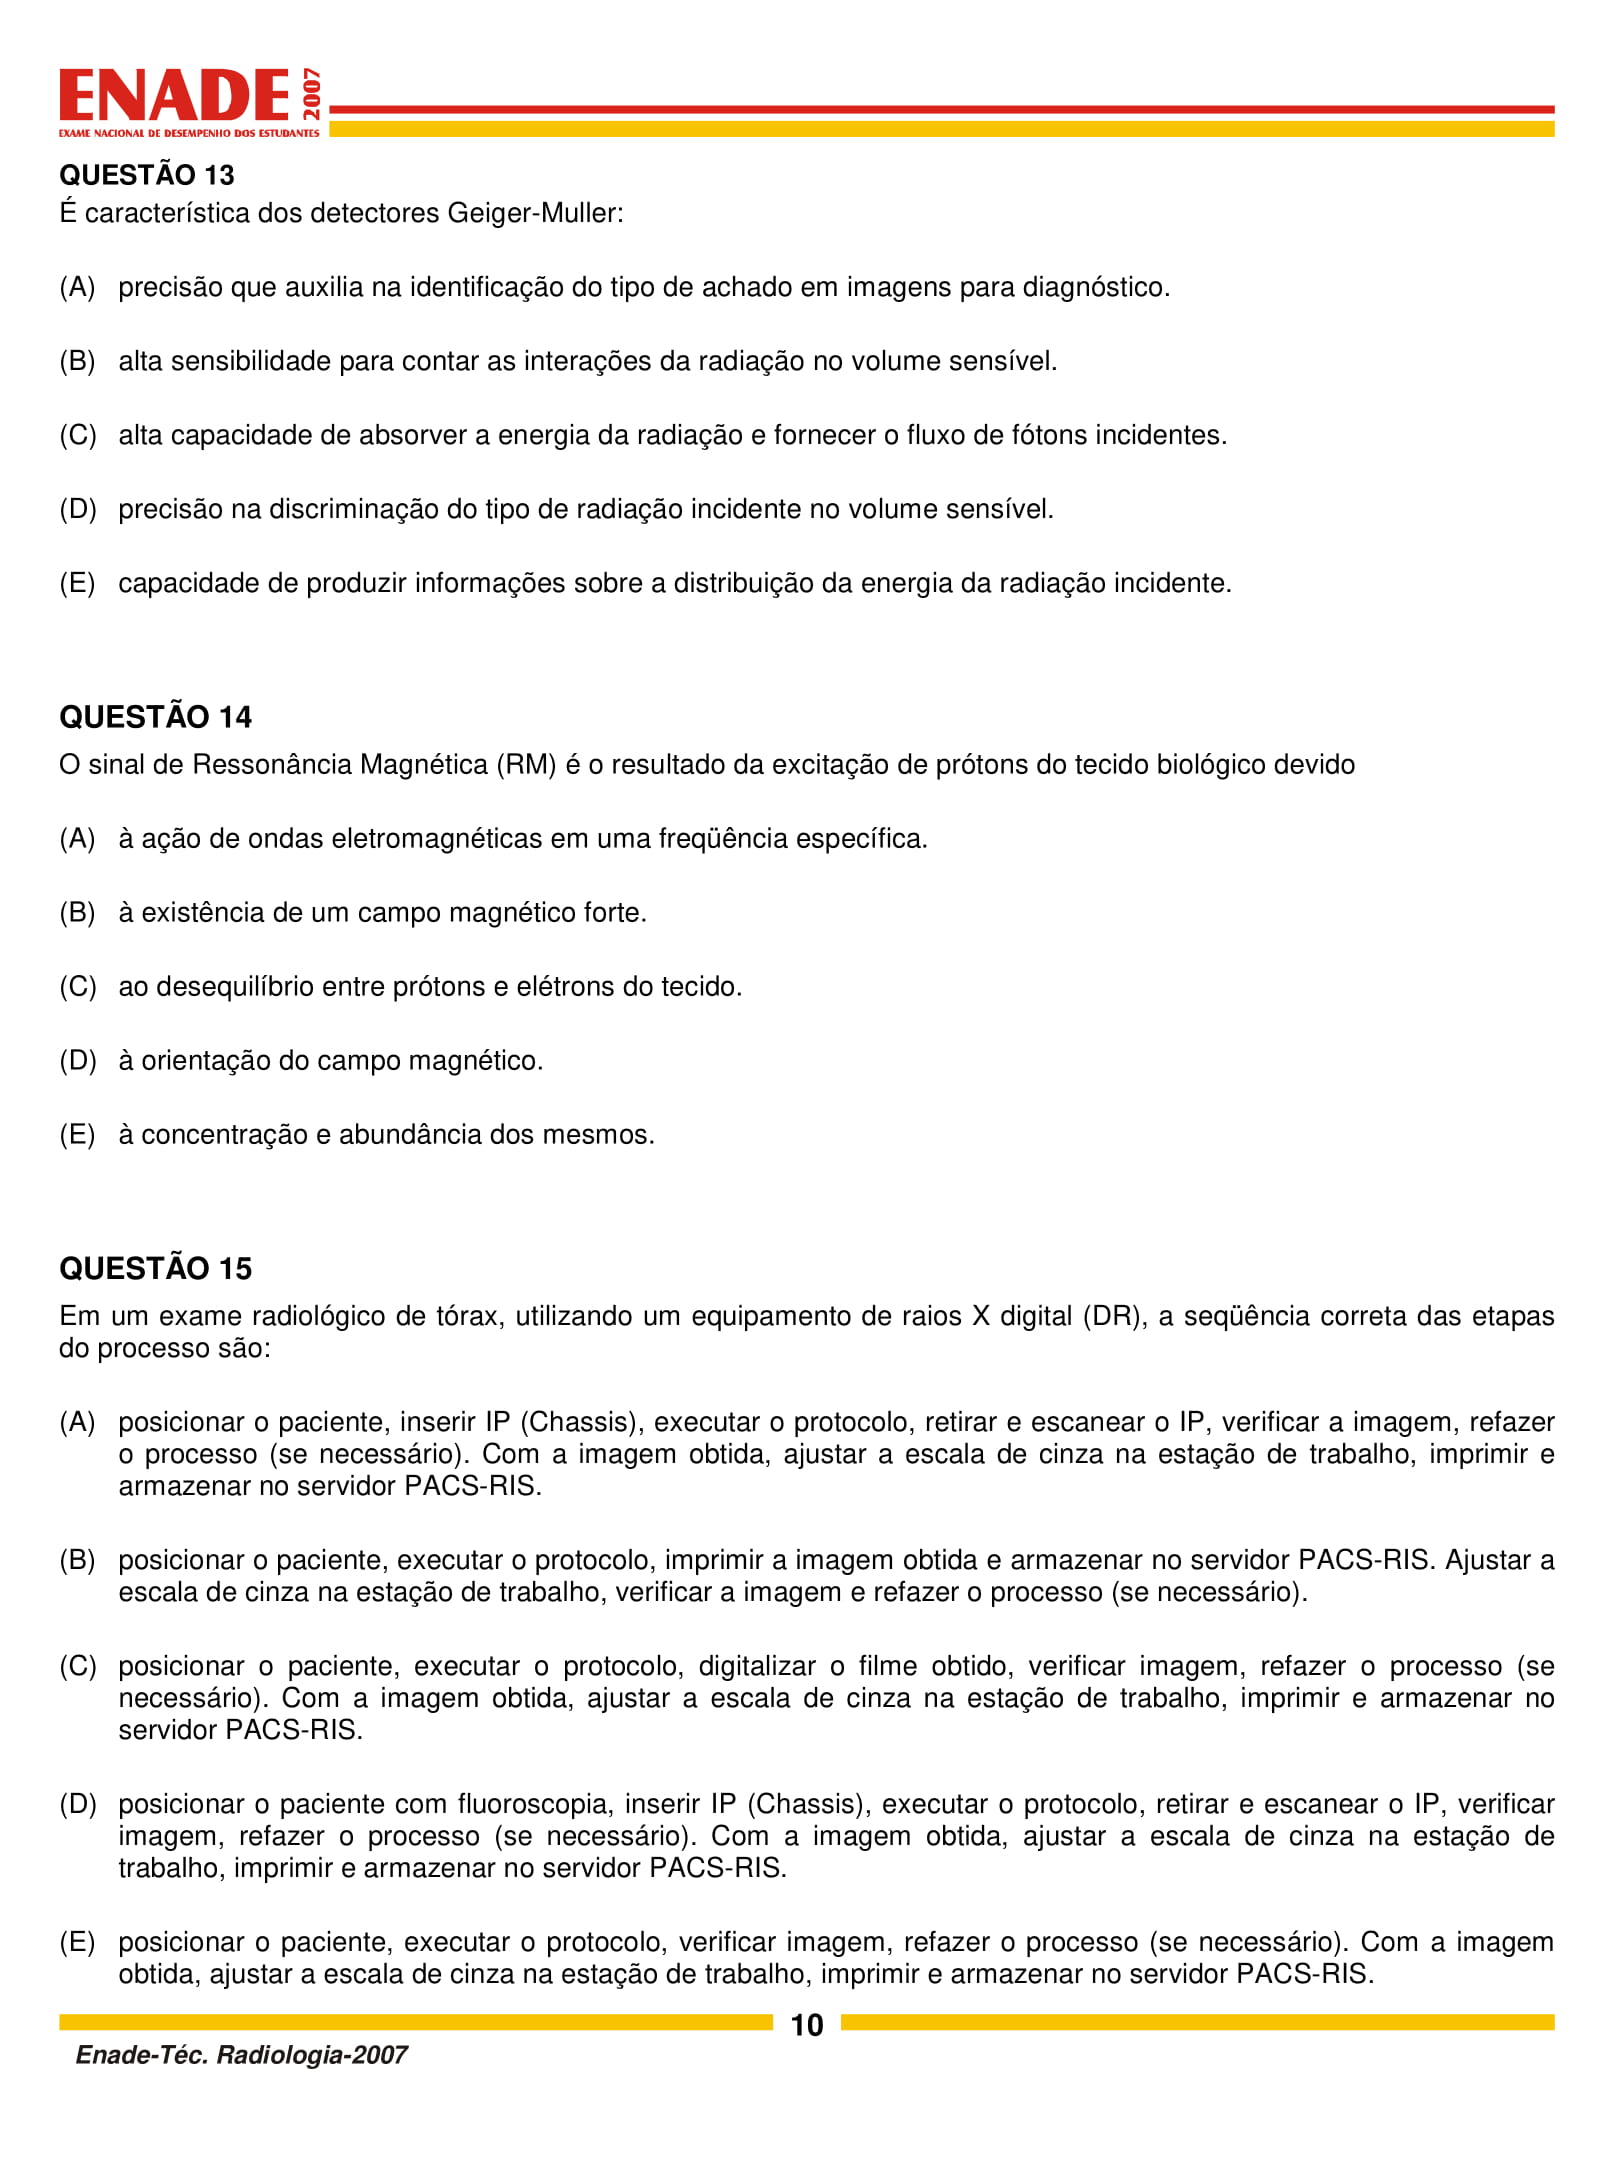 ENADE 2007
EXAME NACIONAL DE DESEMPENHO DOS ESTUDANTES
QUESTÃO 13
É característica dos detectores Geiger-Muller:
(A) precisão que auxilia na identificação do tipo de achado em imagens para diagnóstico.
(B) alta sensibilidade para contar as interações da radiação no volume sensível.
(C) alta capacidade de absorver a energia da radiação e fornecer o fluxo de fótons incidentes.
(D) precisão na discriminação do tipo de radiação incidente no volume sensível.
(E) capacidade de produzir informações sobre a distribuição da energia da radiação incidente.
QUESTÃO 14
O sinal de Ressonância Magnética (RM) é o resultado da excitação de prótons do tecido biológico devido
(A) à ação de ondas eletromagnéticas em uma freqüência específica.
(B) à existência de um campo magnético forte.
(C) ao desequilíbrio entre prótons e elétrons do tecido.
(D) à orientação do campo magnético.
(E) à concentração e abundância dos mesmos.
QUESTÃO 15
Em um exame radiológico de tórax, utilizando um equipamento de raios X digital (DR), a seqüência correta das etapas
do processo são:
(A) posicionar o paciente, inserir IP (Chassis), executar o protocolo, retirar e escanear o IP, verificar a imagem, refazer
o processo (se necessário). Com a imagem obtida, ajustar a escala de cinza na estação de trabalho, imprimir e
armazenar no servidor PACS-RIS.
(B) posicionar o paciente, executar o protocolo, imprimir a imagem obtida e armazenar no servidor PACS-RIS. Ajustar a
escala de cinza na estação de trabalho, verificar a imagem e refazer o processo (se necessário).
(C) posicionar o paciente, executar o protocolo, digitalizar o filme obtido, verificar imagem, refazer o processo (se
necessário). Com a imagem obtida, ajustar a escala de cinza na estação de trabalho, imprimir e armazenar no
servidor PACS-RIS.
(D) posicionar o paciente com fluoroscopia, inserir IP (Chassis), executar o protocolo, retirar e escanear o IP, verificar
imagem, refazer o processo (se necessário). Com a imagem obtida, ajustar a escala de cinza na estação de
trabalho, imprimir e armazenar no servidor PACS-RIS.
(E) posicionar o paciente, executar o protocolo, verificar imagem, refazer o processo (se necessário). Com a imagem
obtida, ajustar a escala de cinza na estação de trabalho, imprimir e armazenar no servidor PACS-RIS.
10
Enade-Téc. Radiologia-2007